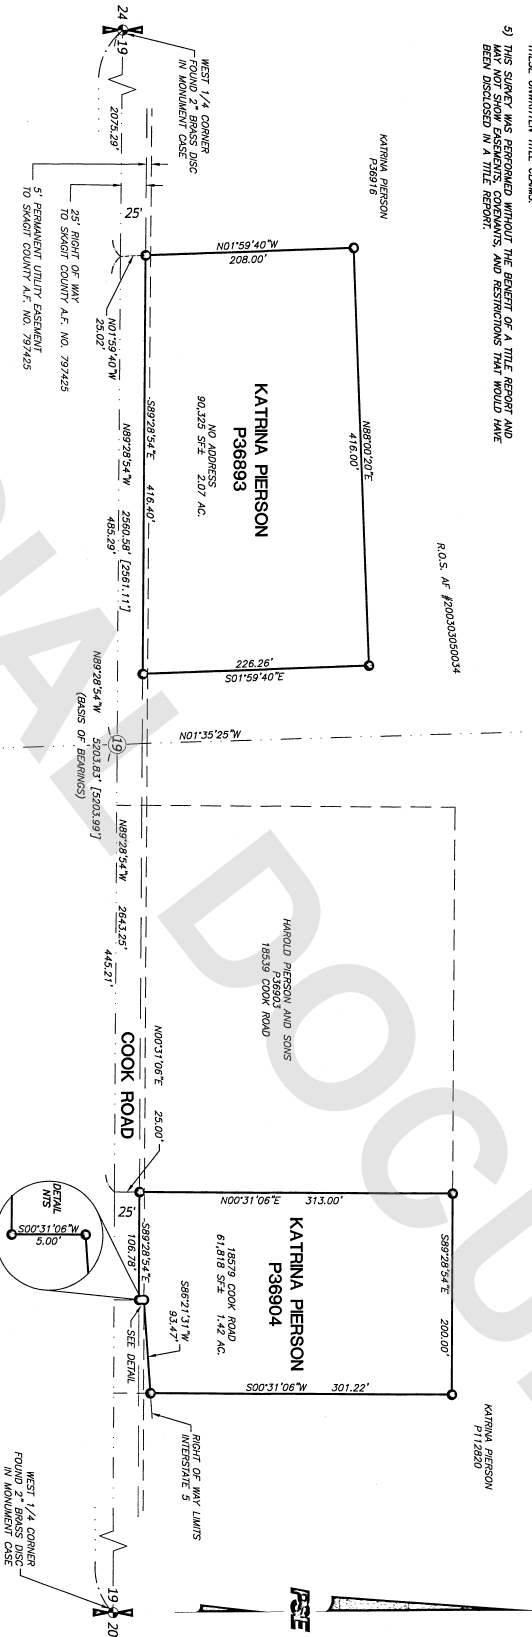 THESE UNWRITTEN TITLE CLAIMS.
5) THIS SURVEY WAS PERFORMED WITHOUT THE BENEFIT OF A TITLE REPORT AND
MAY NOT SHOW EASEMENTS, COVENANTS, AND RESTRICTIONS THAT WOULD HAVE
BEEN DISCLOSED IN A TITLE REPORT.
KATRINA PIERSON
P36916
R.O.S. AF #200303050034
N88°00'20"E
416.00'
N01°59'40"W
208.00'
KATRINA PIERSON
P36893
NO ADDRESS
90,325 SF± 2.07 AC.
226.26'
S01°59'40"E
S89°28'54"E 416.40'
24
19
WEST 1/4 CORNER
FOUND 2" BRASS DISC
IN MONUMENT CASE
2075.29'
25'
N01°59'40"W
25.02'
25' RIGHT OF WAY
TO SKAGIT COUNTY A.F. NO. 797425
5' PERMANENT UTILITY EASEMENT
TO SKAGIT COUNTY A.F. NO. 797425
N89°28'54"W 2560.58' [2561.11']
485.29'
N01°35'25"W
19
N89°28'54"W 5203.83' [5203.99']
(BASIS OF BEARINGS)
N89°28'54"W 2643.25'
445.21'
HAROLD PIERSON AND SONS
P36903
18539 COOK ROAD
N00°31'06"E 25.00'
COOK ROAD
25'
DETAIL
NTS
S00°31'06"W
5.00'
S89°28'54"E 200.00'
N00°31'06"E 313.00'
KATRINA PIERSON
P36904
18579 COOK ROAD
61,818 SF± 1.42 AC.
S00°31'06"W 301.22'
S89°28'54"E
106.78'
S86°21'31"W
93.47'
SEE DETAIL
KATRINA PIERSON
P112820
RIGHT OF WAY LIMITS
INTERSTATE 5
WEST 1/4 CORNER
FOUND 2" BRASS DISC
IN MONUMENT CASE
19
20
PSE
IAL DOCU